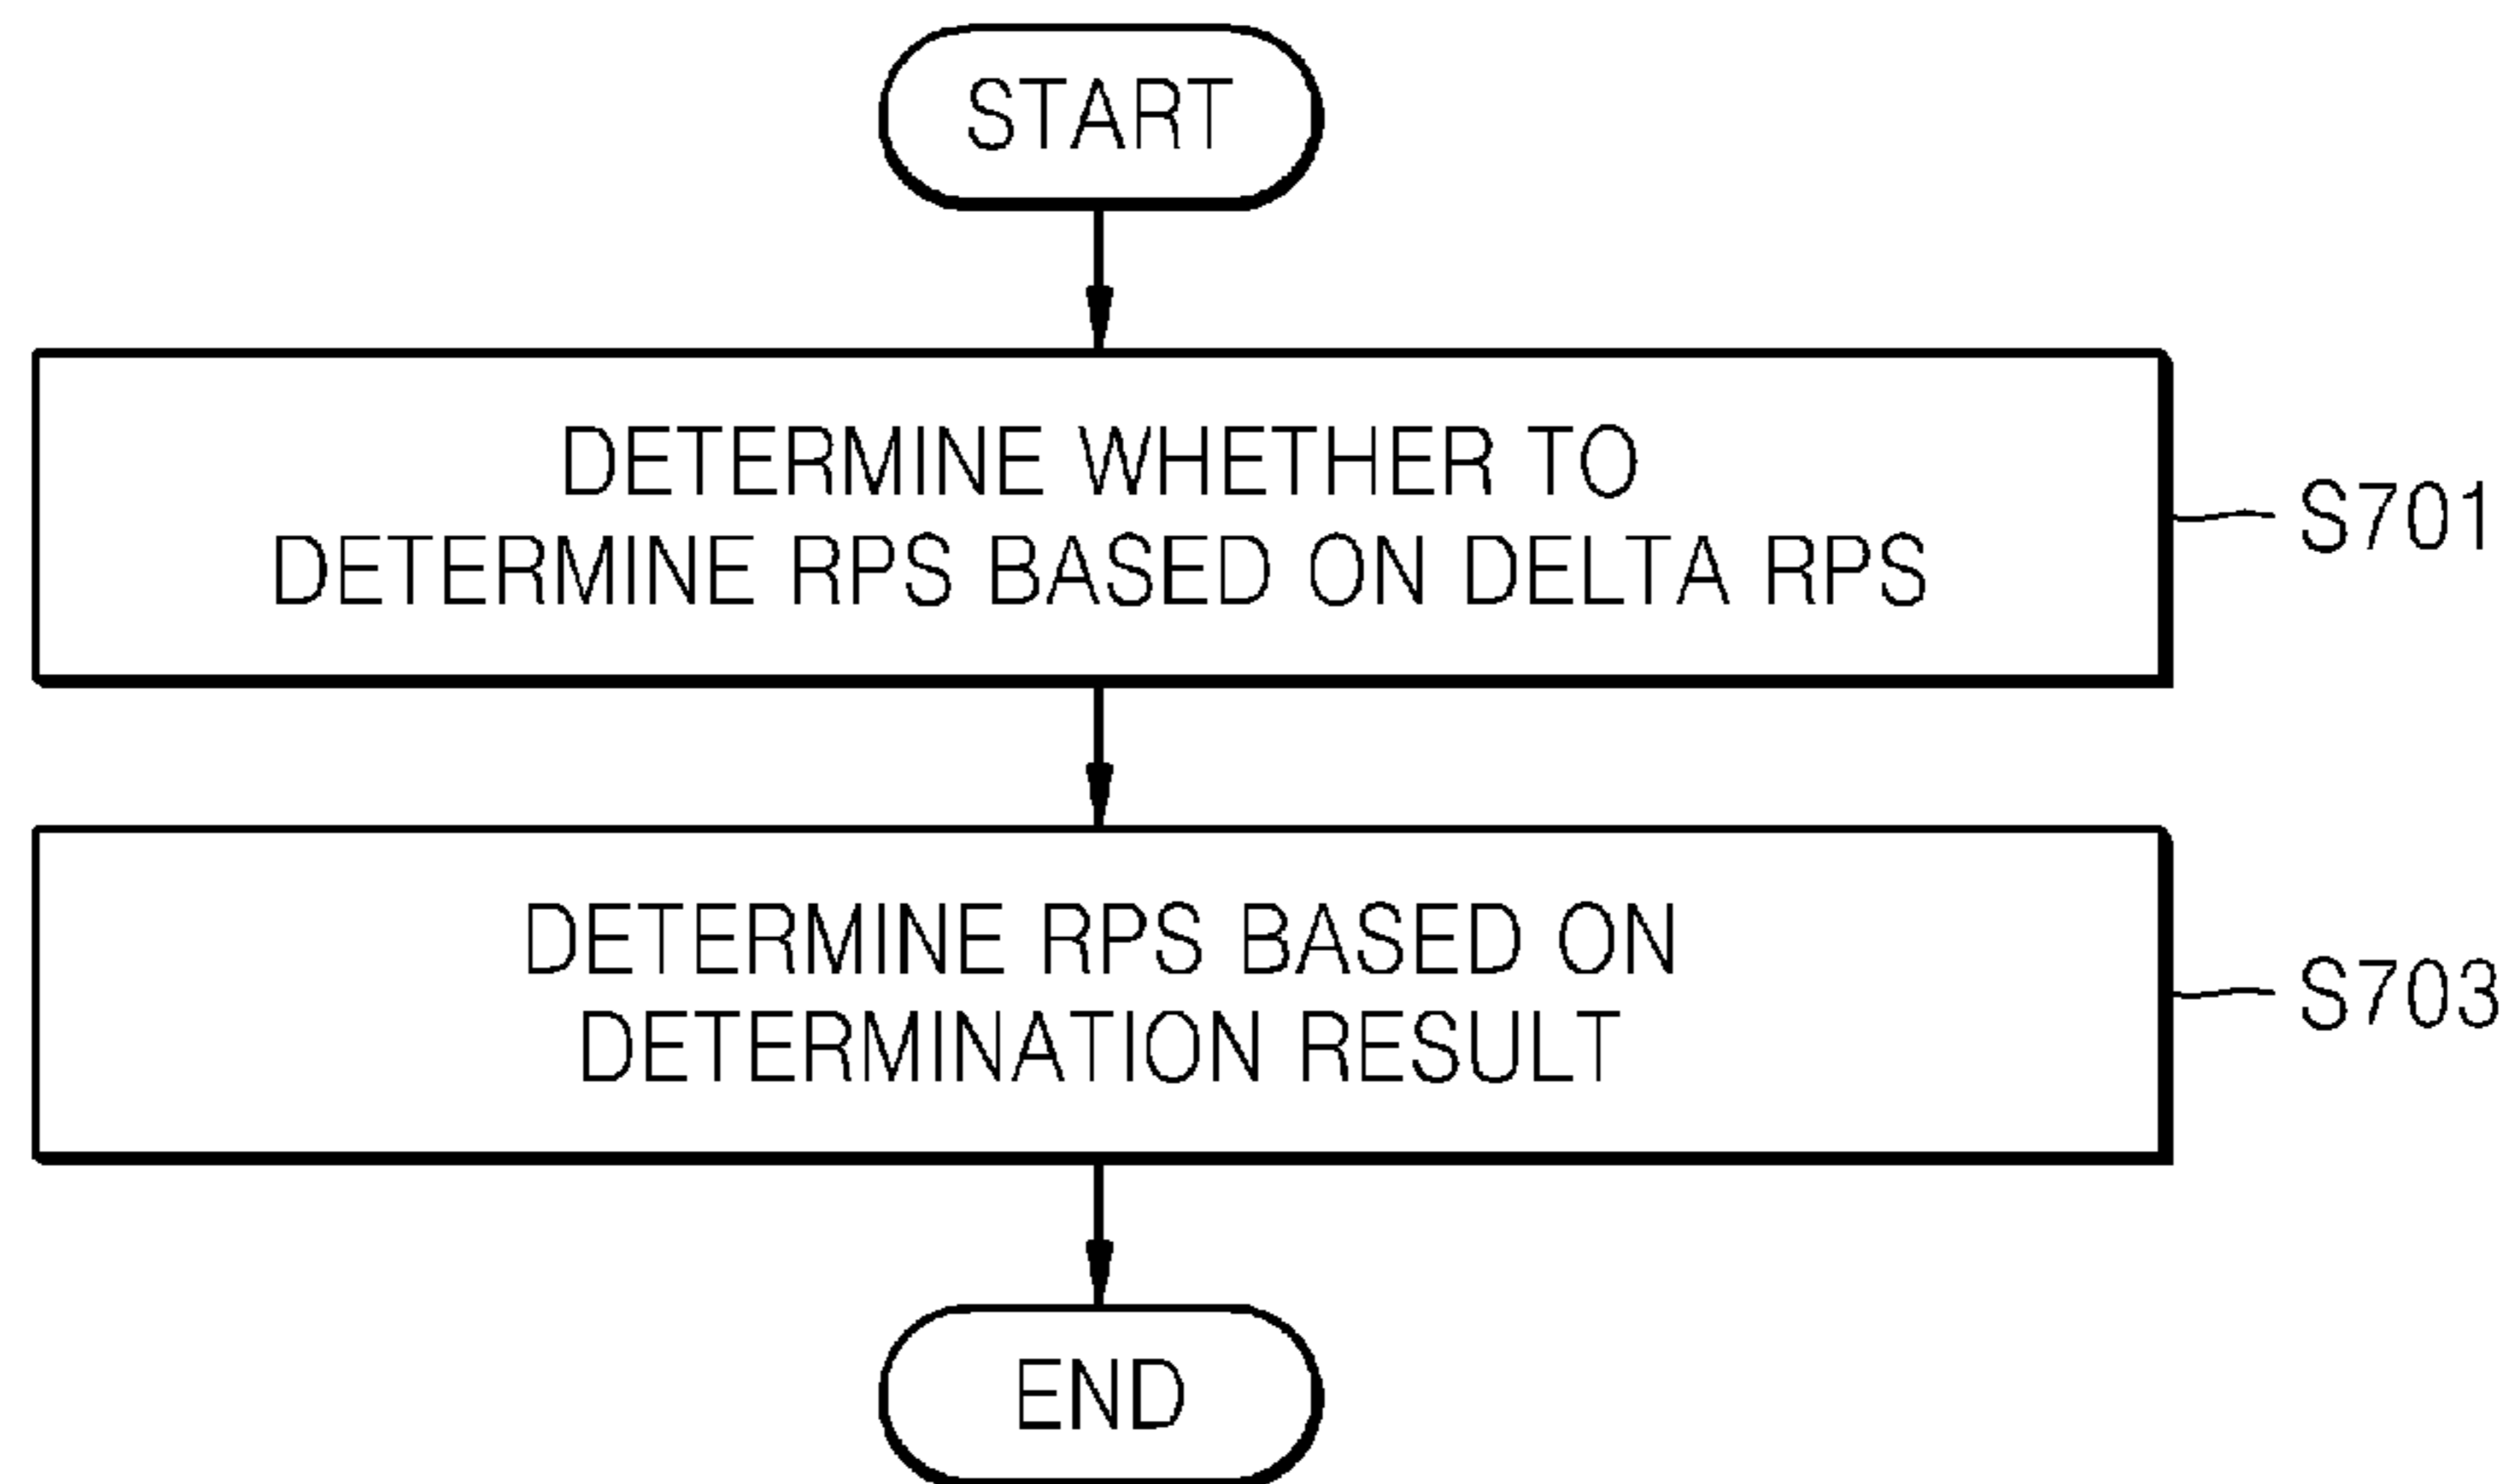 START
DETERMINE WHETHER TO
DETERMINE RPS BASED ON DELTA RPS
S701
DETERMINE RPS BASED ON
DETERMINATION RESULT
S703
END